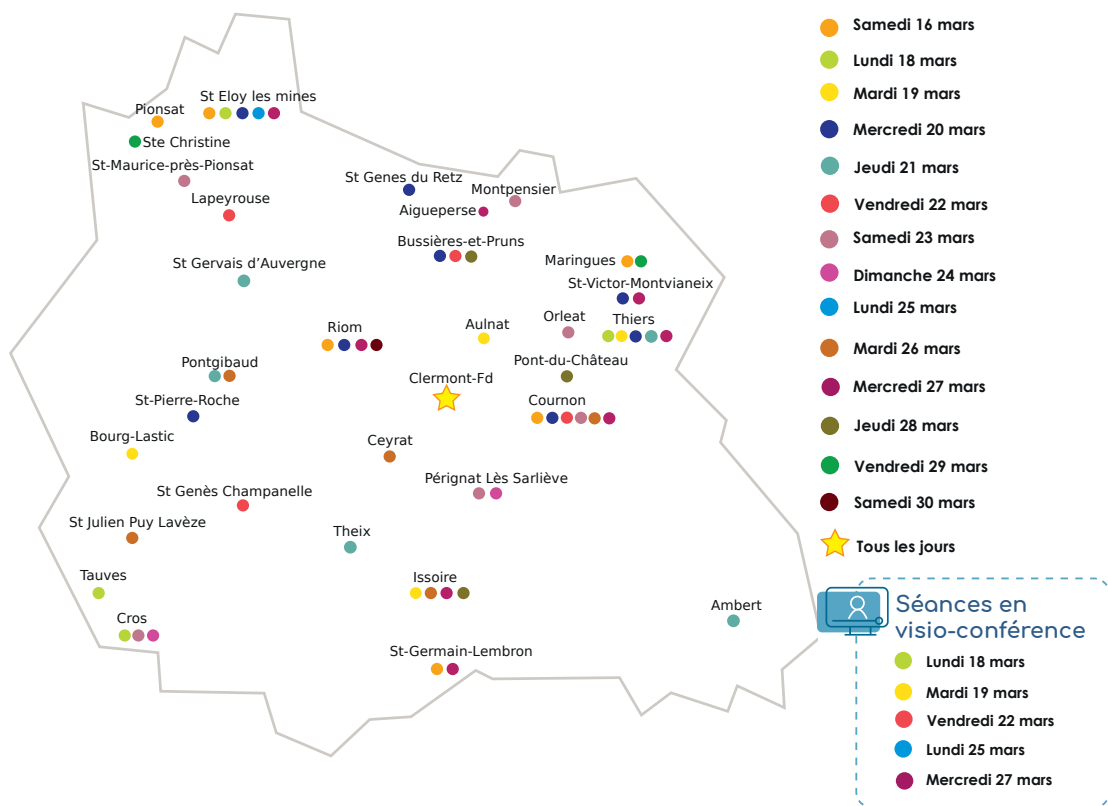 St Eloy les mines
Pionsat
Ste Christine
St-Maurice-près-Pionsat
Lapeyrouse
St Genes du Retz
Montpensier
Aigueperse
Bussières-et-Pruns
Maringues
St Gervais d’Auvergne
St-Victor-Montvianeix
Riom
Aulnat
Orleat
Thiers
Pontgibaud
Pont-du-Château
Clermont-Fd
St-Pierre-Roche
Cournon
Bourg-Lastic
Ceyrat
Pérignat Lès Sarliève
St Genès Champanelle
St Julien Puy Lavèze
Theix
Tauves
Issoire
Cros
Ambert
St-Germain-Lembron
Samedi 16 mars
Lundi 18 mars
Mardi 19 mars
Mercredi 20 mars
Jeudi 21 mars
Vendredi 22 mars
Samedi 23 mars
Dimanche 24 mars
Lundi 25 mars
Mardi 26 mars
Mercredi 27 mars
Jeudi 28 mars
Vendredi 29 mars
Samedi 30 mars
Tous les jours
Séances en
visio-conférence
Lundi 18 mars
Mardi 19 mars
Vendredi 22 mars
Lundi 25 mars
Mercredi 27 mars